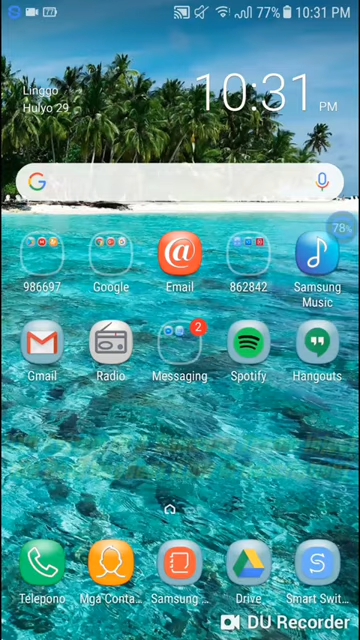 77% 10:31 PM
Linggo
Hulyo 29
10:31 PM
78%
986697
Google
Email
862842
Samsung
Music
2
Gmail
Radio
Messaging
Spotify
Hangouts
Telepono
Mga Conta...
Samsung ...
Drive
Smart Swit...
DU Recorder